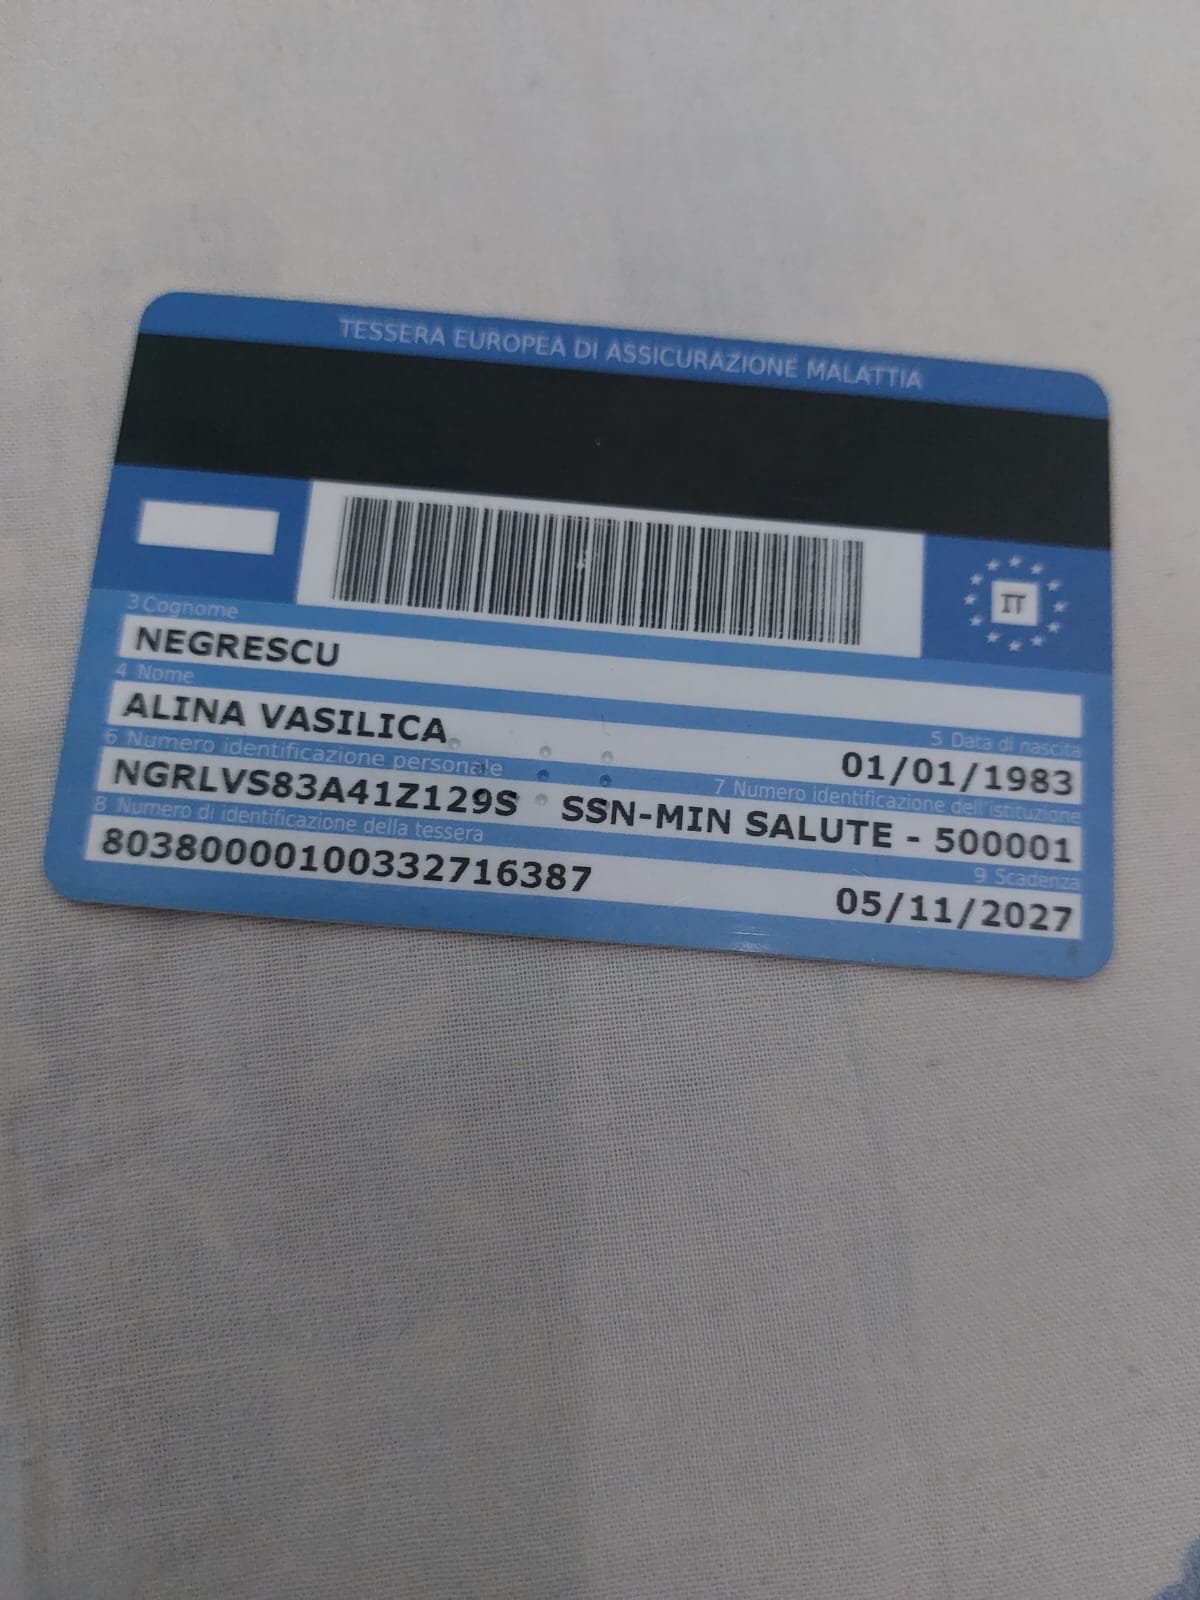 TESSERA EUROPEA DI ASSICURAZIONE MALATTIA
IT
3 Cognome
NEGRESCU
4 Nome
ALINA VASILICA
5 Data di nascita
01/01/1983
6 Numero identificazione personale
NGRLVS83A41Z129S
7 Numero identificazione dell'istituzione
SSN-MIN SALUTE - 500001
8 Numero di identificazione della tessera
80380000100332716387
9 Scadenza
05/11/2027